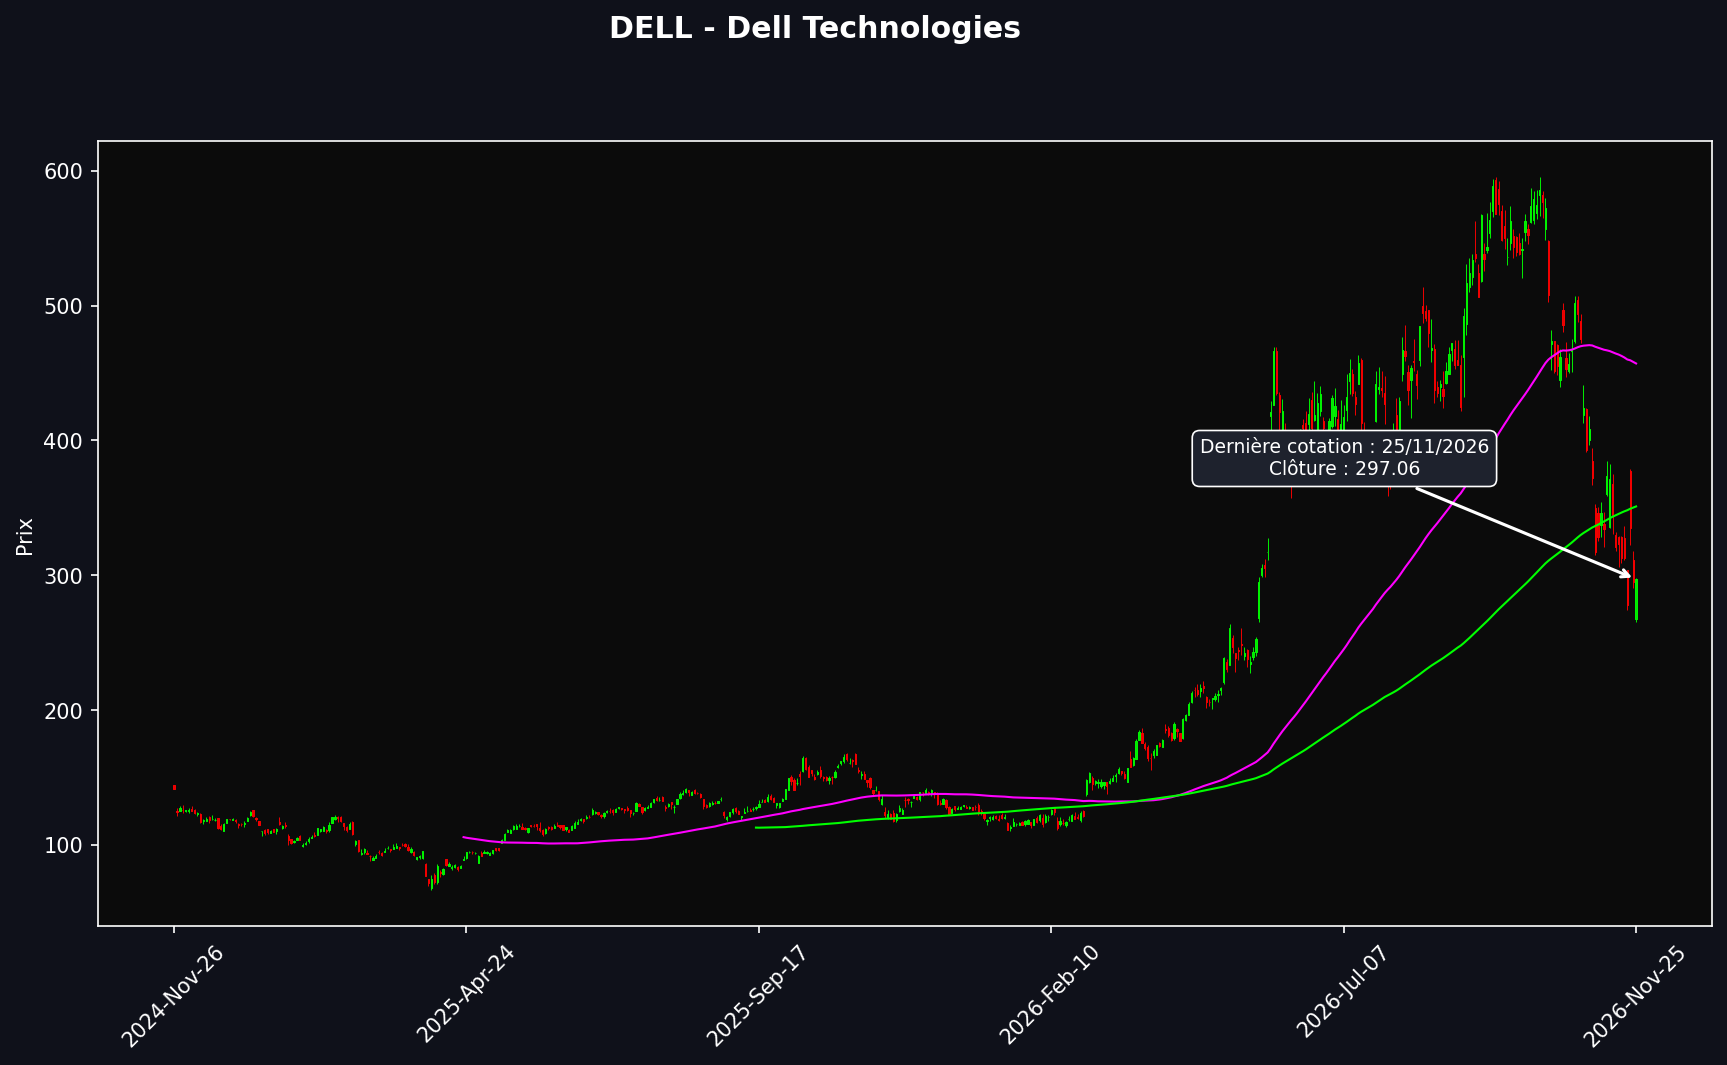 DELL - Dell Technologies
600
500
400
300
200
100
Prix
Dernière cotation : 25/11/2026
Clôture : 297.06
2024-Nov-26
2025-Apr-24
2025-Sep-17
2026-Feb-10
2026-Jul-07
2026-Nov-25